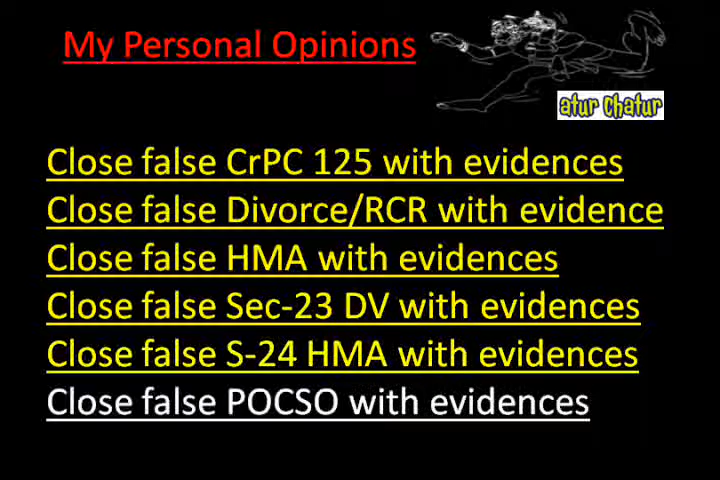 My Personal Opinions
atur Chatur
Close false CrPC 125 with evidences
Close false Divorce/RCR with evidence
Close false HMA with evidences
Close false Sec-23 DV with evidences
Close false S-24 HMA with evidences
Close false POCSO with evidences